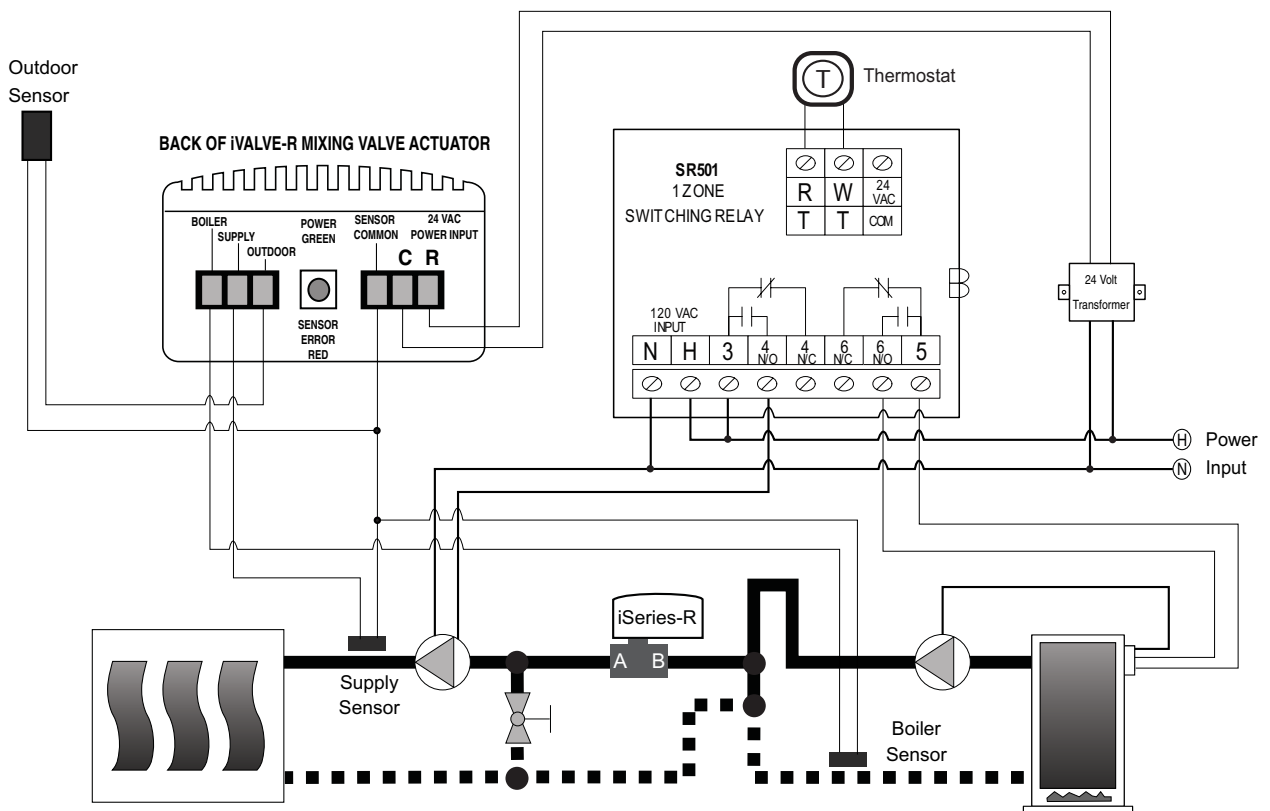 Outdoor
Sensor
Thermostat
T
BACK OF iVALVE-R MIXING VALVE ACTUATOR
BOILER
SUPPLY
OUTDOOR
POWER
GREEN
SENSOR
COMMON
24 VAC
POWER INPUT
C R
SENSOR
ERROR
RED
SR501
1 ZONE
SWITCHING RELAY
R W 24 VAC
T T COM
24 Volt
Transformer
120 VAC
INPUT
N H 3 4 N/O 4 N/C 6 N/C 6 N/O 5
H Power
N Input
iSeries-R
A B
Supply
Sensor
Boiler
Sensor